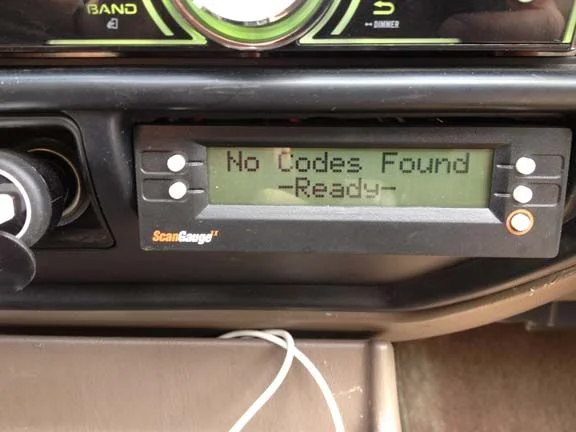 BAND
DIMMER
No Codes Found
-Ready-
ScanGauge